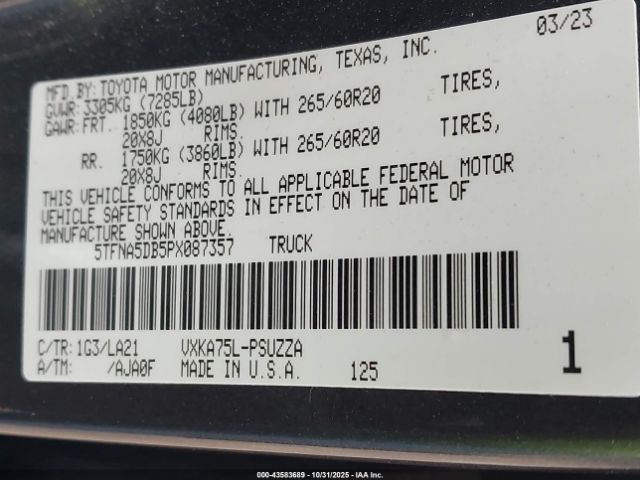 03/23
MFD. BY: TOYOTA MOTOR MANUFACTURING, TEXAS, INC.
GVWR: 3305KG (7285LB)
GAWR: FRT. 1850KG (4080LB) WITH 265/60R20 TIRES,
20X8J RIMS.
RR. 1750KG (3860LB) WITH 265/60R20 TIRES,
20X8J RIMS.
THIS VEHICLE CONFORMS TO ALL APPLICABLE FEDERAL MOTOR
VEHICLE SAFETY STANDARDS IN EFFECT ON THE DATE OF
MANUFACTURE SHOWN ABOVE.
5TFNA5DB5PX087357 TRUCK
C/TR: 1G3/LA21 VXKA75L-PSUZZA
A/TM: /AJA0F MADE IN U.S.A. 125 1
000-43583689 - 10/31/2025 - Copyright © IAA, Inc.